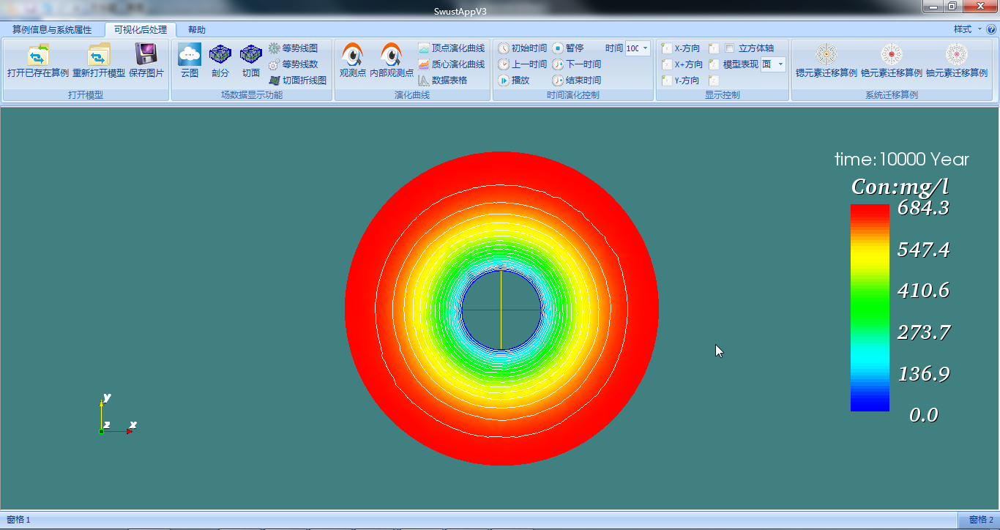 SwustAppV3
算例信息与系统属性 可视化后处理 帮助 样式
打开已存在算例 重新打开模型 保存图片
打开模型
云图 剖分 切面
等势线图
等势线数
切面折线图
场数据显示功能
观测点 内部观测点
顶点演化曲线
质心演化曲线
数据表格
演化曲线
初始时间 暂停 时间 100
上一时间 下一时间
播放 结束时间
时间演化控制
X-方向 立方体轴
X+方向 模型表现 面
Y-方向
显示控制
锶元素迁移算例 铯元素迁移算例 铀元素迁移算例
系统迁移算例
time:10000 Year
Con:mg/l
684.3
547.4
410.6
273.7
136.9
0.0
y
z x
窗格 1 窗格 2